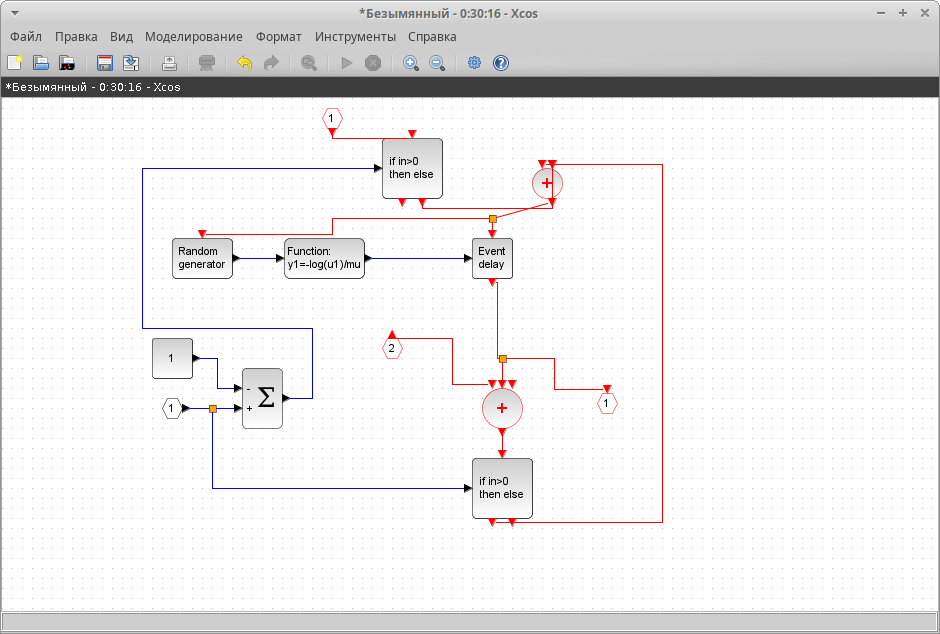 *Безымянный - 0:30:16 - Xcos
Файл Правка Вид Моделирование Формат Инструменты Справка
*Безымянный - 0:30:16 - Xcos
1
if in>0
then else
+
Random
generator
Function:
y1=-log(u1)/mu
Event
delay
1
2
1
-
+
Σ
1
+
if in>0
then else